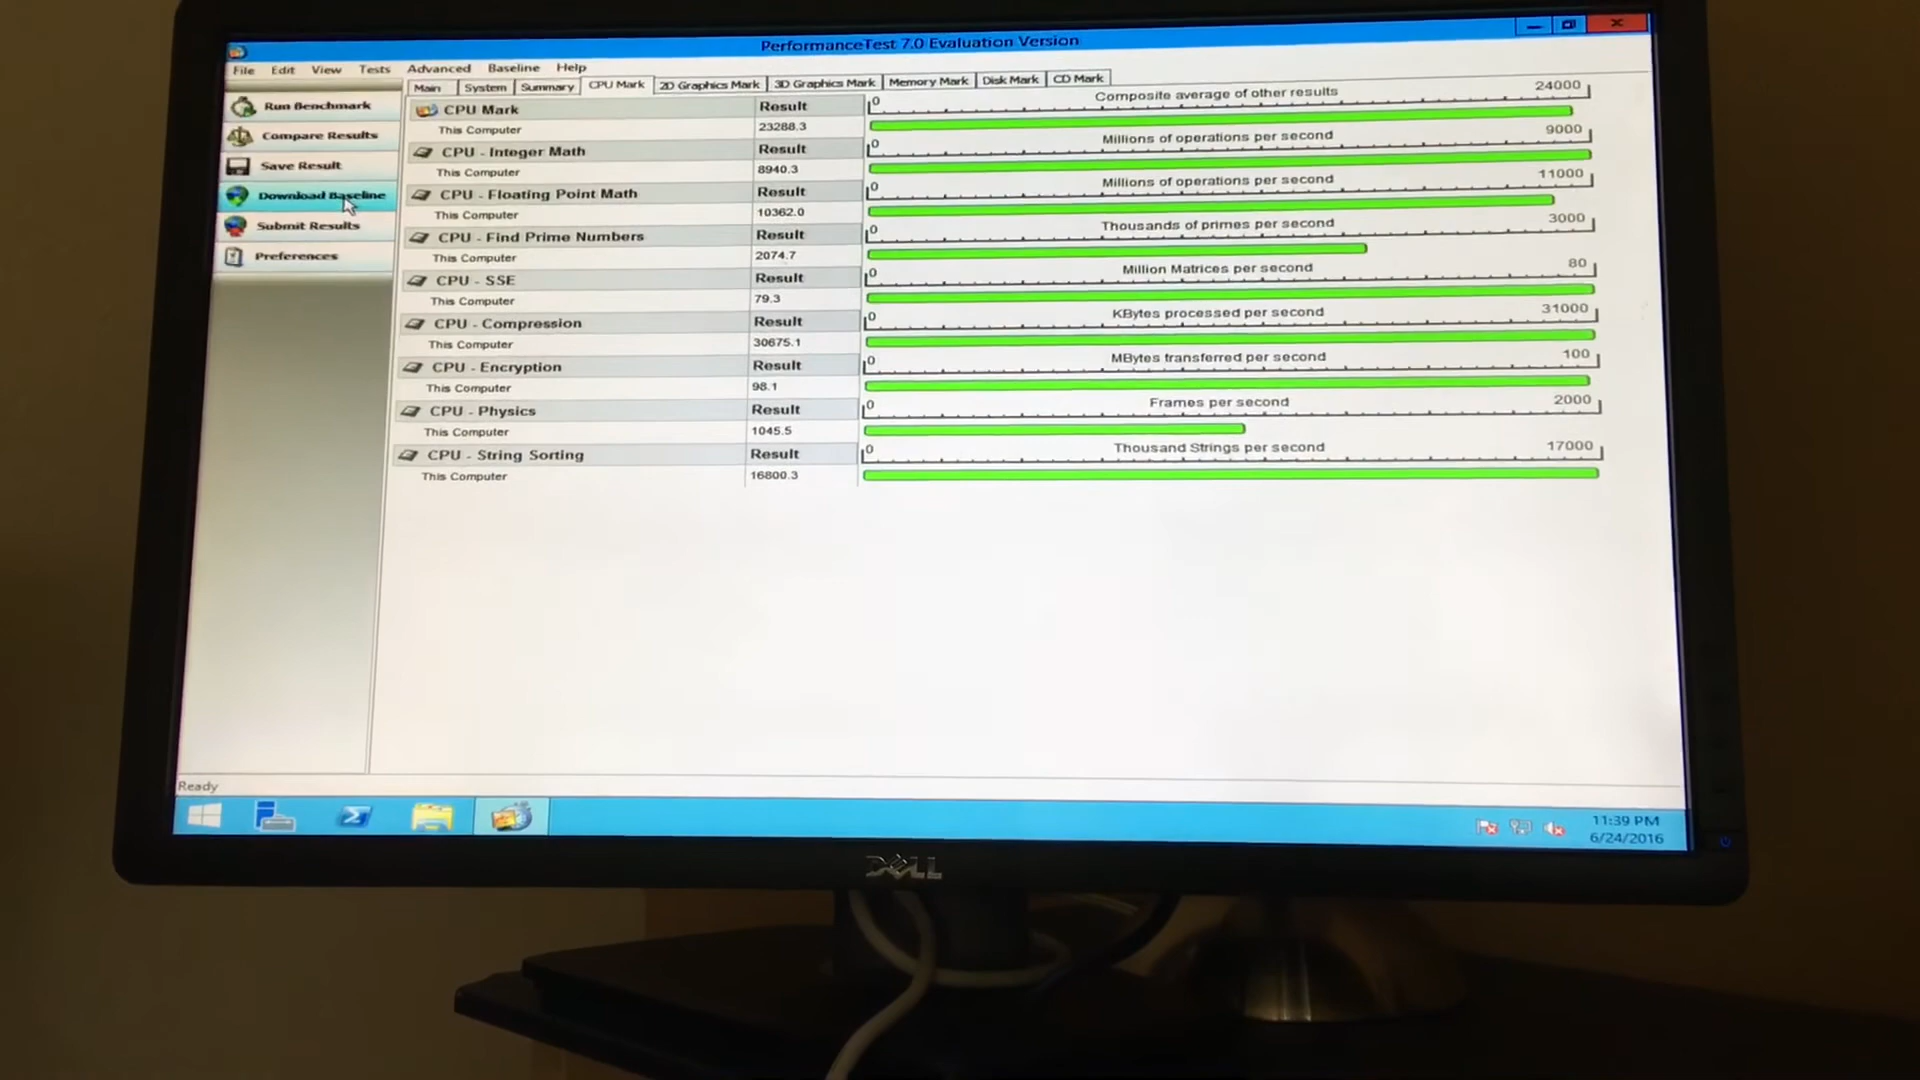 PerformanceTest 7.0 Evaluation Version
File Edit View Tests Advanced Baseline Help
Run Benchmark
Compare Results
Save Result
Download Baseline
Submit Results
Preferences
Main System Summary CPU Mark 2D Graphics Mark 3D Graphics Mark Memory Mark Disk Mark CD Mark
CPU Mark Result 0 Composite average of other results 24000
This Computer 23288.3
CPU - Integer Math Result 0 Millions of operations per second 9000
This Computer 8940.3
CPU - Floating Point Math Result 0 Millions of operations per second 11000
This Computer 10362.0
CPU - Find Prime Numbers Result 0 Thousands of primes per second 3000
This Computer 2074.7
CPU - SSE Result 0 Million Matrices per second 80
This Computer 79.3
CPU - Compression Result 0 KBytes processed per second 31000
This Computer 30675.1
CPU - Encryption Result 0 MBytes transferred per second 100
This Computer 98.1
CPU - Physics Result 0 Frames per second 2000
This Computer 1045.5
CPU - String Sorting Result 0 Thousand Strings per second 17000
This Computer 16800.3
Ready
11:39 PM
6/24/2016
DELL